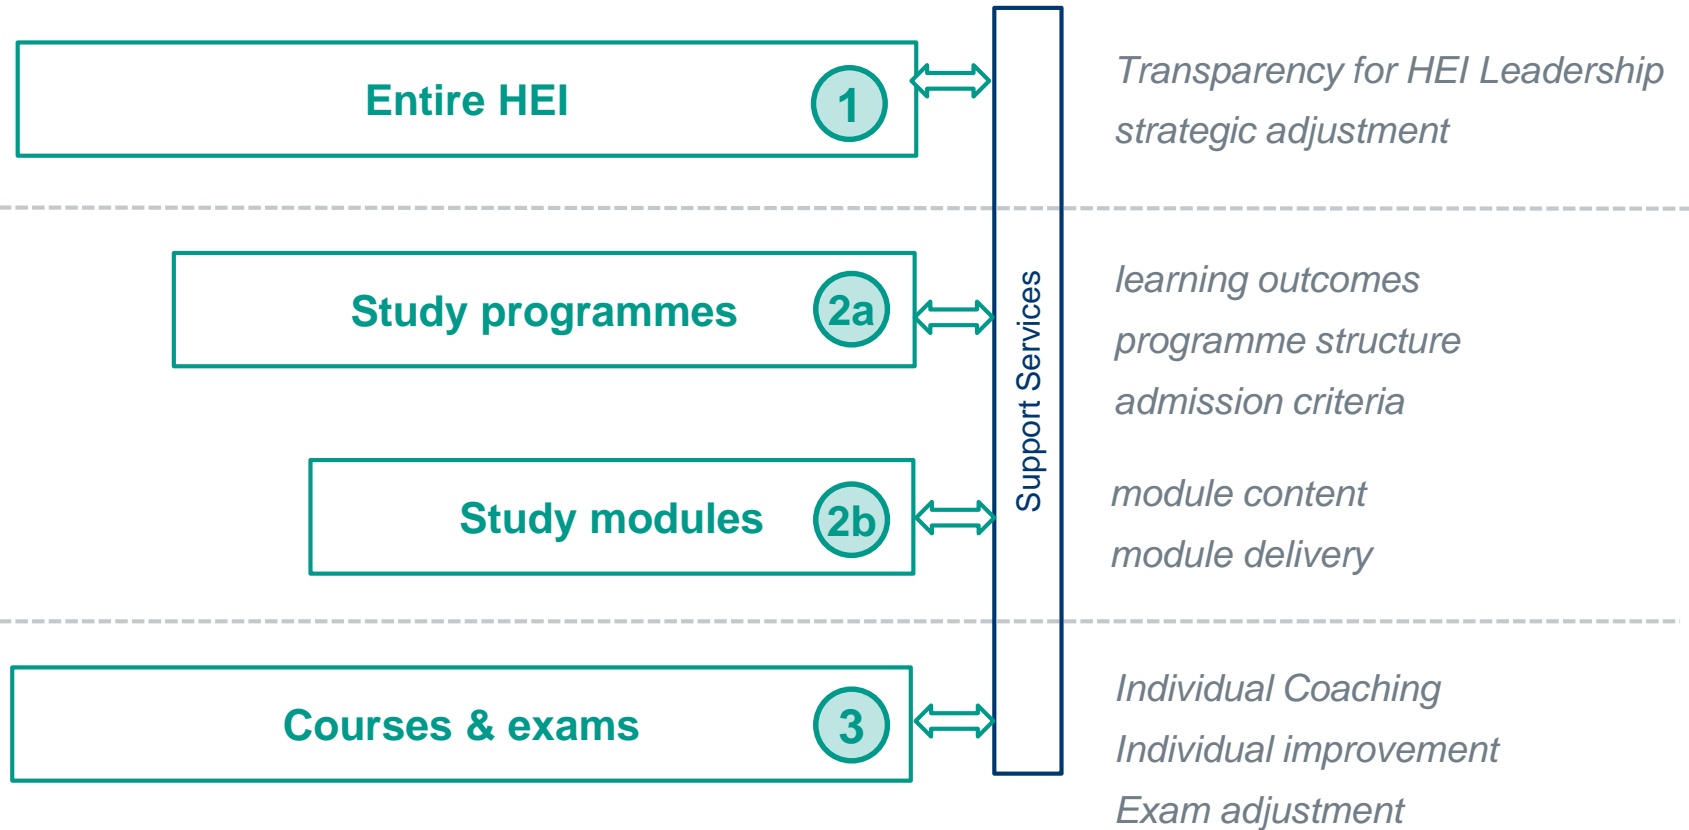 Entire HEI
1
Transparency for HEI Leadership
strategic adjustment
Study programmes
2a
learning outcomes
programme structure
admission criteria
Support Services
Study modules
2b
module content
module delivery
Courses & exams
3
Individual Coaching
Individual improvement
Exam adjustment